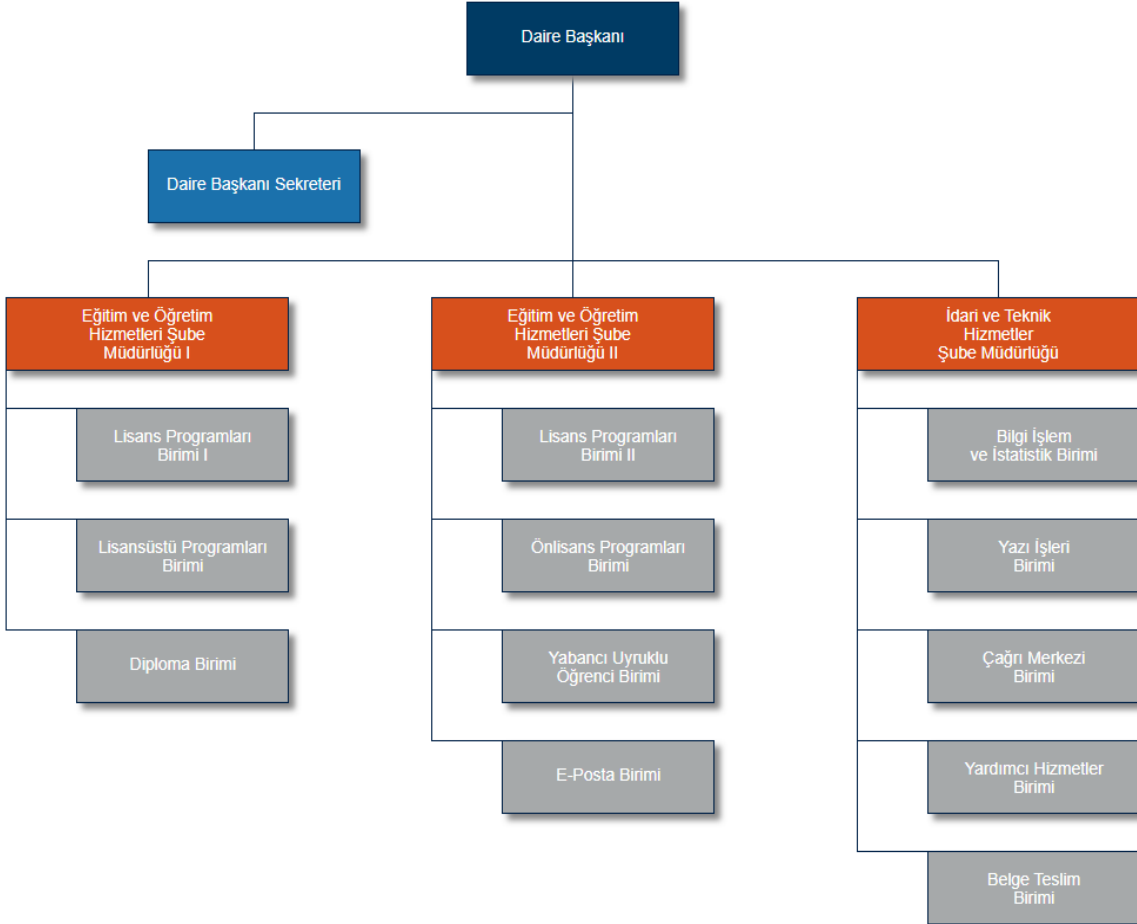 Daire Başkanı
Daire Başkanı Sekreteri
Eğitim ve Öğretim
Hizmetleri Şube
Müdürlüğü I
Lisans Programları
Birimi I
Lisansüstü Programları
Birimi
Diploma Birimi
Eğitim ve Öğretim
Hizmetleri Şube
Müdürlüğü II
Lisans Programları
Birimi II
Önlisans Programları
Birimi
Yabancı Uyruklu
Öğrenci Birimi
E-Posta Birimi
İdari ve Teknik
Hizmetler
Şube Müdürlüğü
Bilgi İşlem
ve İstatistik Birimi
Yazı İşleri
Birimi
Çağrı Merkezi
Birimi
Yardımcı Hizmetler
Birimi
Belge Teslim
Birimi